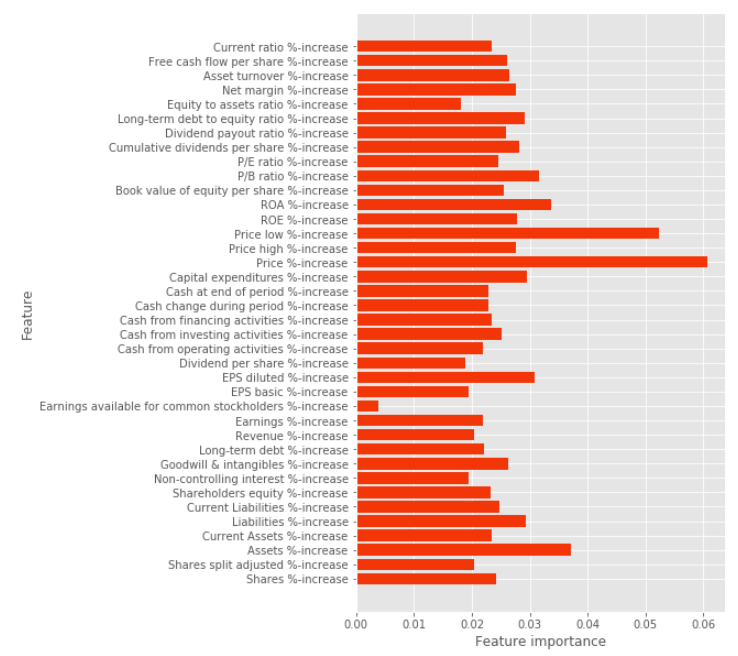 Current ratio %-increase
Free cash flow per share %-increase
Asset turnover %-increase
Net margin %-increase
Equity to assets ratio %-increase
Long-term debt to equity ratio %-increase
Dividend payout ratio %-increase
Cumulative dividends per share %-increase
P/E ratio %-increase
P/B ratio %-increase
Book value of equity per share %-increase
ROA %-increase
ROE %-increase
Price low %-increase
Price high %-increase
Price %-increase
Capital expenditures %-increase
Cash at end of period %-increase
Cash change during period %-increase
Cash from financing activities %-increase
Cash from investing activities %-increase
Cash from operating activities %-increase
Dividend per share %-increase
EPS diluted %-increase
EPS basic %-increase
Earnings available for common stockholders %-increase
Earnings %-increase
Revenue %-increase
Long-term debt %-increase
Goodwill & intangibles %-increase
Non-controlling interest %-increase
Shareholders equity %-increase
Current Liabilities %-increase
Liabilities %-increase
Current Assets %-increase
Assets %-increase
Shares split adjusted %-increase
Shares %-increase
Feature
0.00 0.01 0.02 0.03 0.04 0.05 0.06
Feature importance